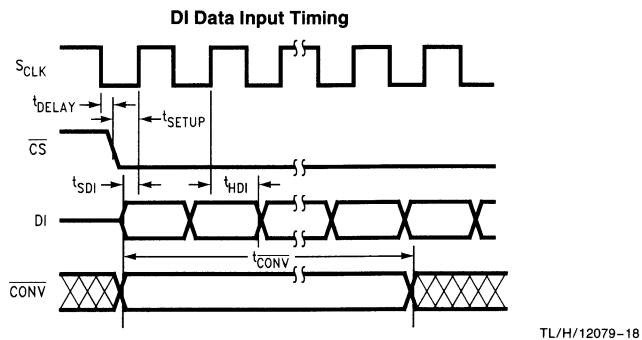 DI Data Input Timing
SCLK
tDELAY
tSETUP
CS
tSDI
tHDI
DI
tCONV
CONV
TL/H/12079-18